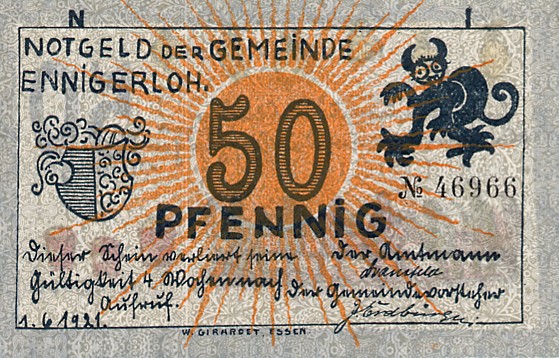 N I
NOTGELD DER GEMEINDE
ENNIGERLOH.
50
PFENNIG
№ 46966
Dieser Schein verliert seine
Gültigkeit 4 Wochen nach
Aufruf.
1.6.1921.
Der Amtmann
Der Gemeindevorsteher
W. GIRARDET, ESSEN.